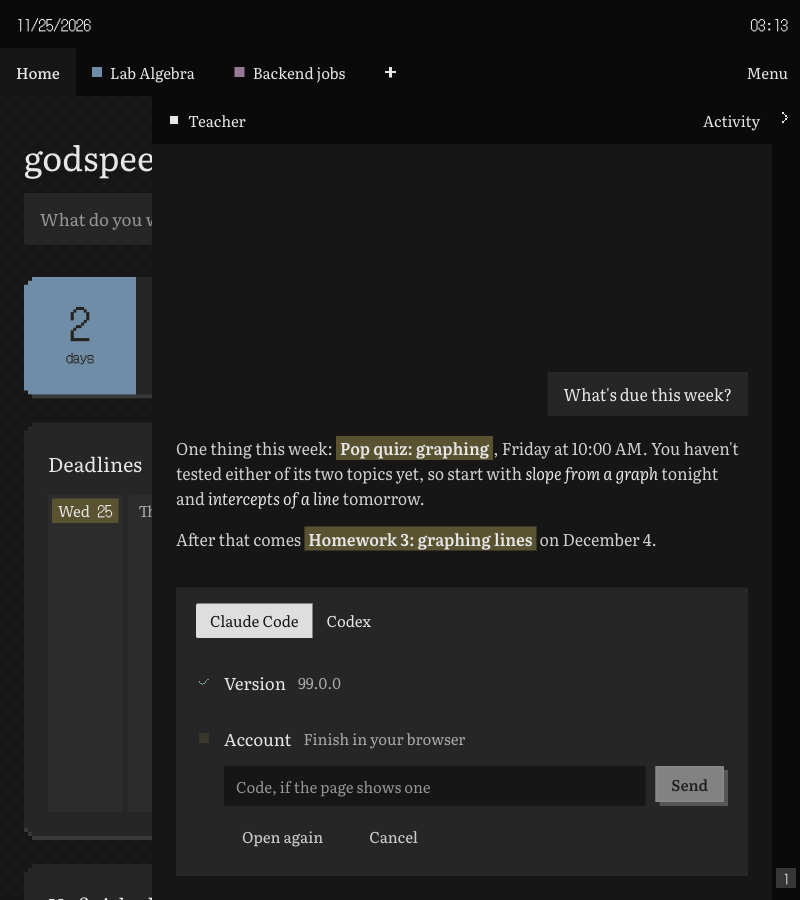 11/25/2026
03:13
Home
Lab Algebra
Backend jobs
+
Menu
Teacher
Activity
godspee
What do you w
2
days
What's due this week?
One thing this week: Pop quiz: graphing, Friday at 10:00 AM. You haven't
tested either of its two topics yet, so start with slope from a graph tonight
and intercepts of a line tomorrow.
After that comes Homework 3: graphing lines on December 4.
Deadlines
Wed 25
Th
Claude Code
Codex
Version 99.0.0
Account Finish in your browser
Code, if the page shows one
Send
Open again
Cancel
1